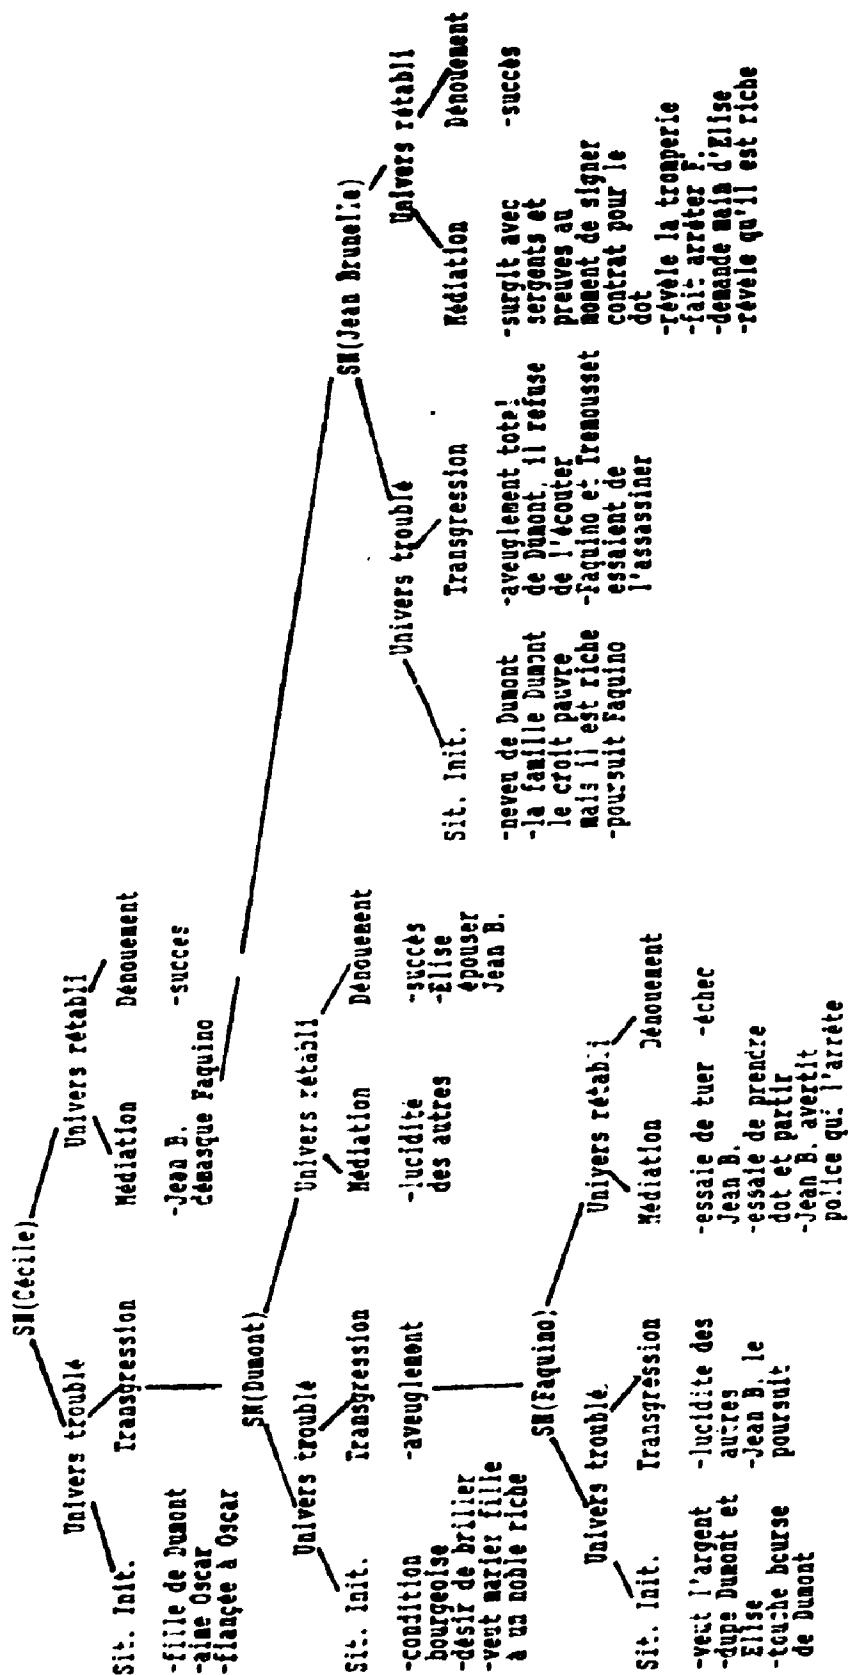 SN(Cécile)
Univers troublé
Univers rétabli
Sit. Init.
Transgression
Médiation
Dénouement
-fille de Dumont
-aime Oscar
-fiançée à Oscar
-Jean B.
démasque Faquino
-succes
SN(Dumont)
Univers troublé
Univers rétabli
Sit. Init.
Transgression
Médiation
Dénouement
-condition
bourgeoise
-désir de briller
-veut marier fille
à un noble riche
-aveuglement
-lucidité
des autres
-succès
-Elise
épouser
Jean B.
SN(Faquino)
Univers troublé
Univers rétabli
Sit. Init.
Transgression
Médiation
Dénouement
-veut l'argent
-dupe Dumont et
Elise
-touche bourse
de Dumont
-lucidite des
autres
-Jean B. le
poursuit
-essaie de tuer
Jean B.
-essaie de prendre
dot et partir
-Jean B. avertit
police qui l'arrête
-échec
SN(Jean Brunelle)
Univers troublé
Univers rétabli
Sit. Init.
Transgression
Médiation
Dénouement
-neveu de Dumont
-la famille Dumont
le croit pauvre
mais il est riche
-poursuit Faquino
-aveuglement total
de Dumont, il refuse
de l'écouter
-Faquino et Tremousset
essaient de
l'assassiner
-surgit avec
sergents et
preuves au
moment de signer
contrat pour le
dot
-révèle la tromperie
-fait arrêter F.
-demande main d'Elise
-révèle qu'il est riche
-succès